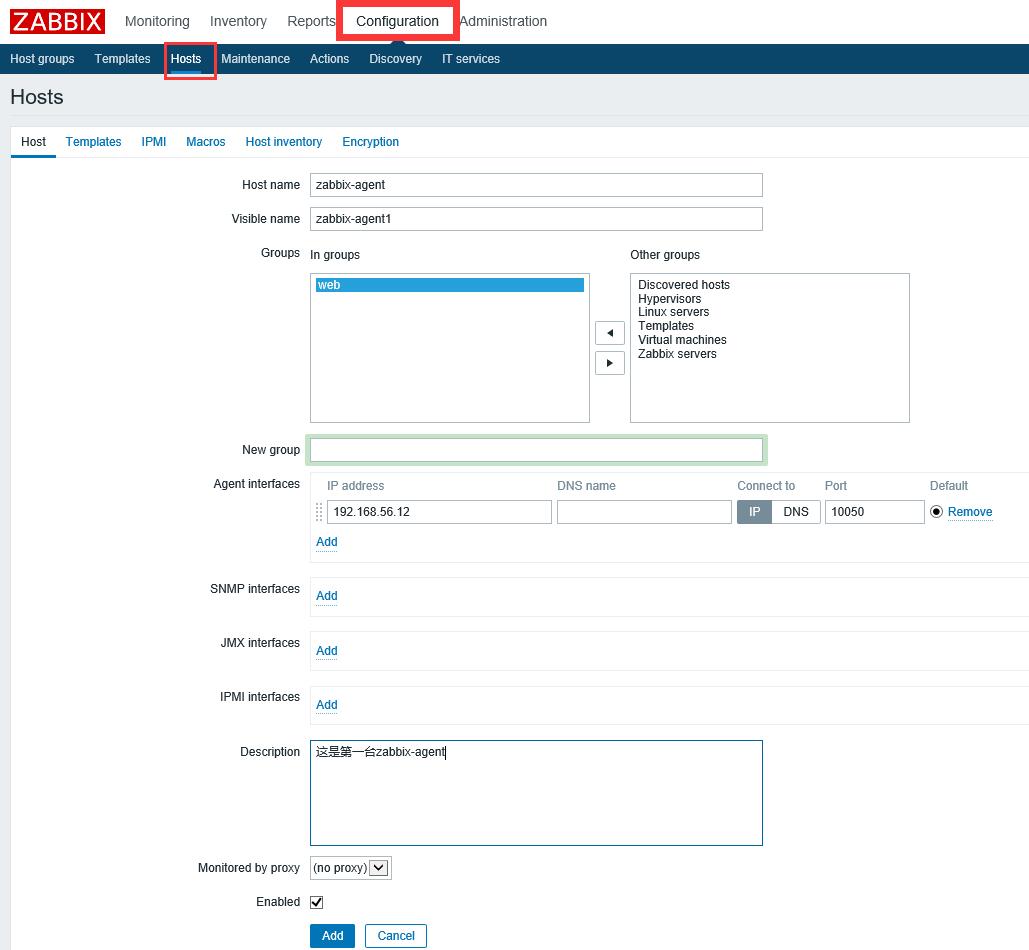 ZABBIX Monitoring Inventory Reports Configuration Administration
Host groups Templates Hosts Maintenance Actions Discovery IT services
Hosts
Host Templates IPMI Macros Host inventory Encryption
Host name zabbix-agent
Visible name zabbix-agent1
Groups In groups Other groups
web Discovered hosts
Hypervisors
Linux servers
Templates
Virtual machines
Zabbix servers
New group
Agent interfaces IP address DNS name Connect to Port Default
192.168.56.12 IP DNS 10050 Remove
Add
SNMP interfaces Add
JMX interfaces Add
IPMI interfaces Add
Description 这是第一台zabbix-agent
Monitored by proxy (no proxy)
Enabled
Add Cancel